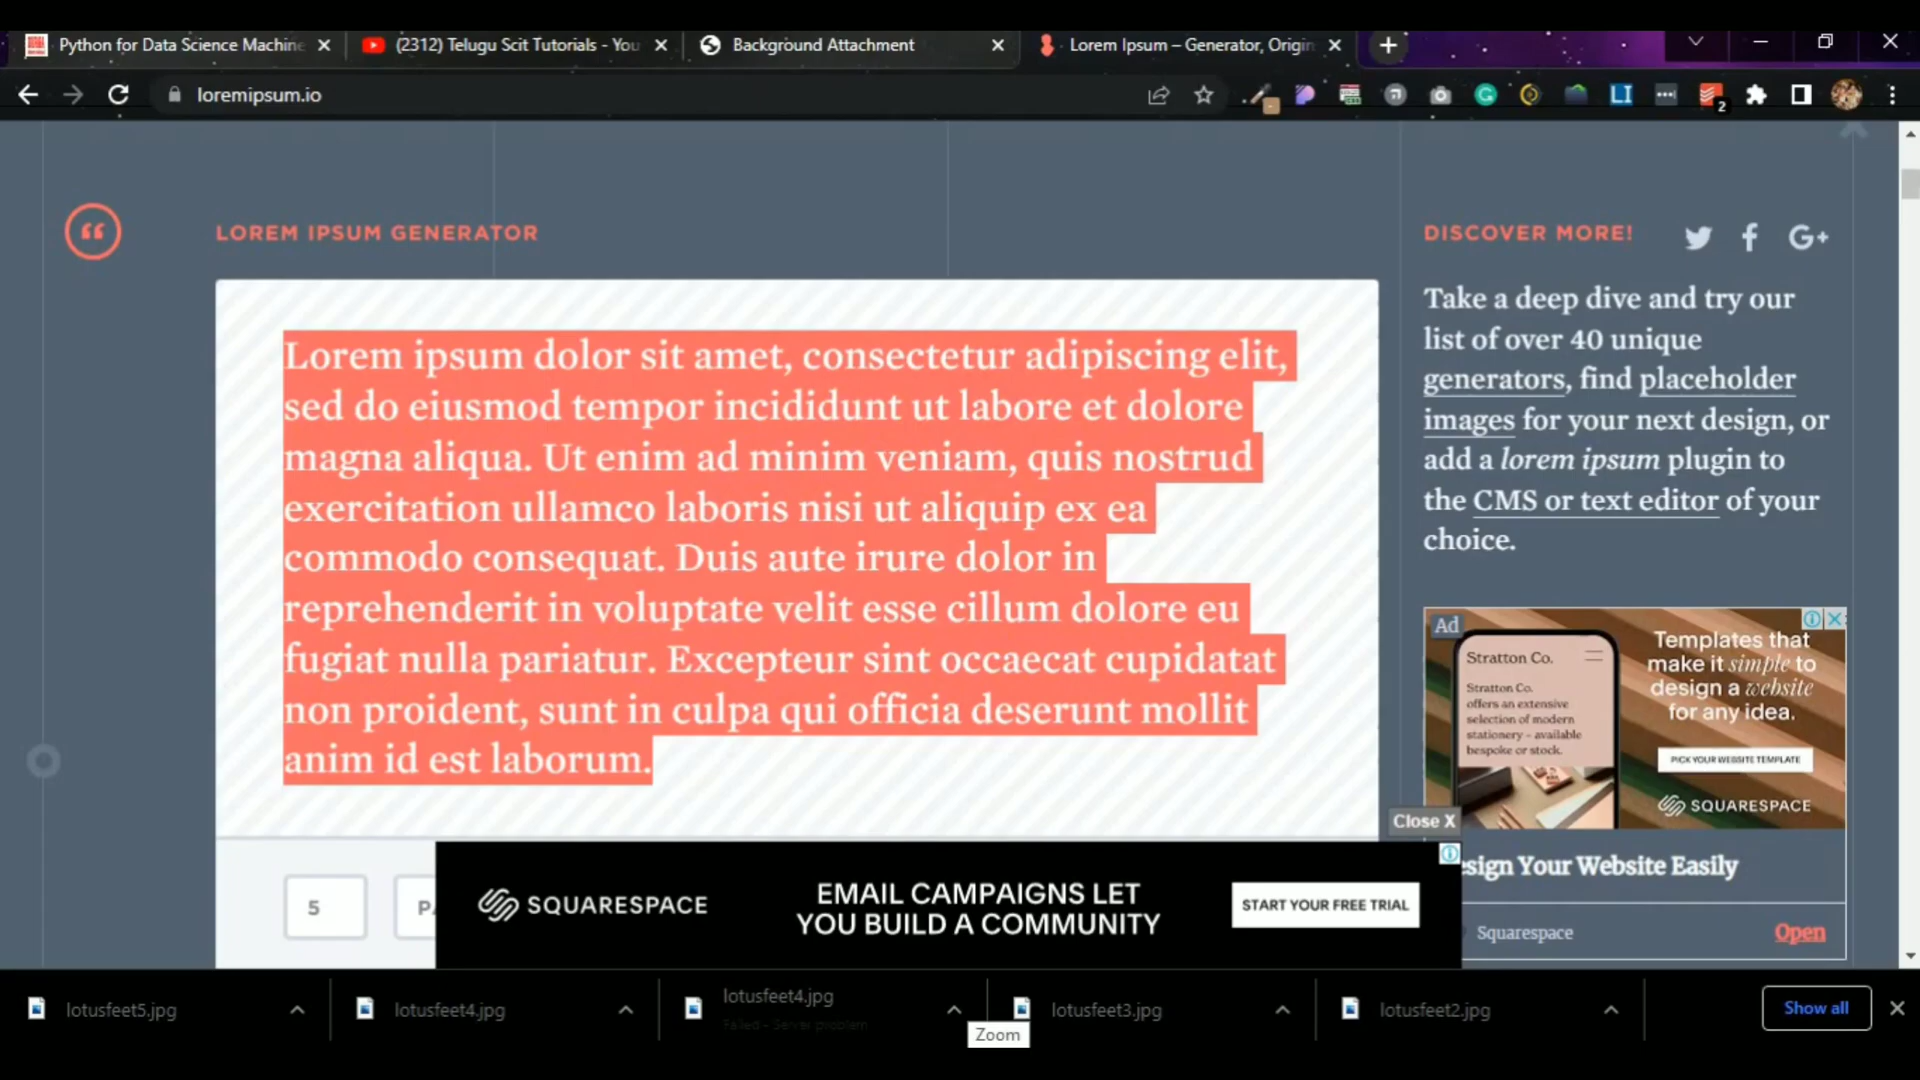 Python for Data Science Machine
(2312) Telugu Scit Tutorials - You
Background Attachment
Lorem Ipsum – Generator, Origin
loremipsum.io
2
LOREM IPSUM GENERATOR
Lorem ipsum dolor sit amet, consectetur adipiscing elit,
sed do eiusmod tempor incididunt ut labore et dolore
magna aliqua. Ut enim ad minim veniam, quis nostrud
exercitation ullamco laboris nisi ut aliquip ex ea
commodo consequat. Duis aute irure dolor in
reprehenderit in voluptate velit esse cillum dolore eu
fugiat nulla pariatur. Excepteur sint occaecat cupidatat
non proident, sunt in culpa qui officia deserunt mollit
anim id est laborum.
5
DISCOVER MORE!
Take a deep dive and try our
list of over 40 unique
generators, find placeholder
images for your next design, or
add a lorem ipsum plugin to
the CMS or text editor of your
choice.
Ad
Stratton Co.
Stratton Co.
offers an extensive
selection of modern
stationery – available
bespoke or stock.
Templates that
make it simple to
design a website
for any idea.
PICK YOUR WEBSITE TEMPLATE
SQUARESPACE
Close X
SQUARESPACE
EMAIL CAMPAIGNS LET
YOU BUILD A COMMUNITY
START YOUR FREE TRIAL
esign Your Website Easily
Squarespace
Open
lotusfeet5.jpg
lotusfeet4.jpg
lotusfeet4.jpg
Failed - Server problem
lotusfeet3.jpg
lotusfeet2.jpg
Show all
Zoom